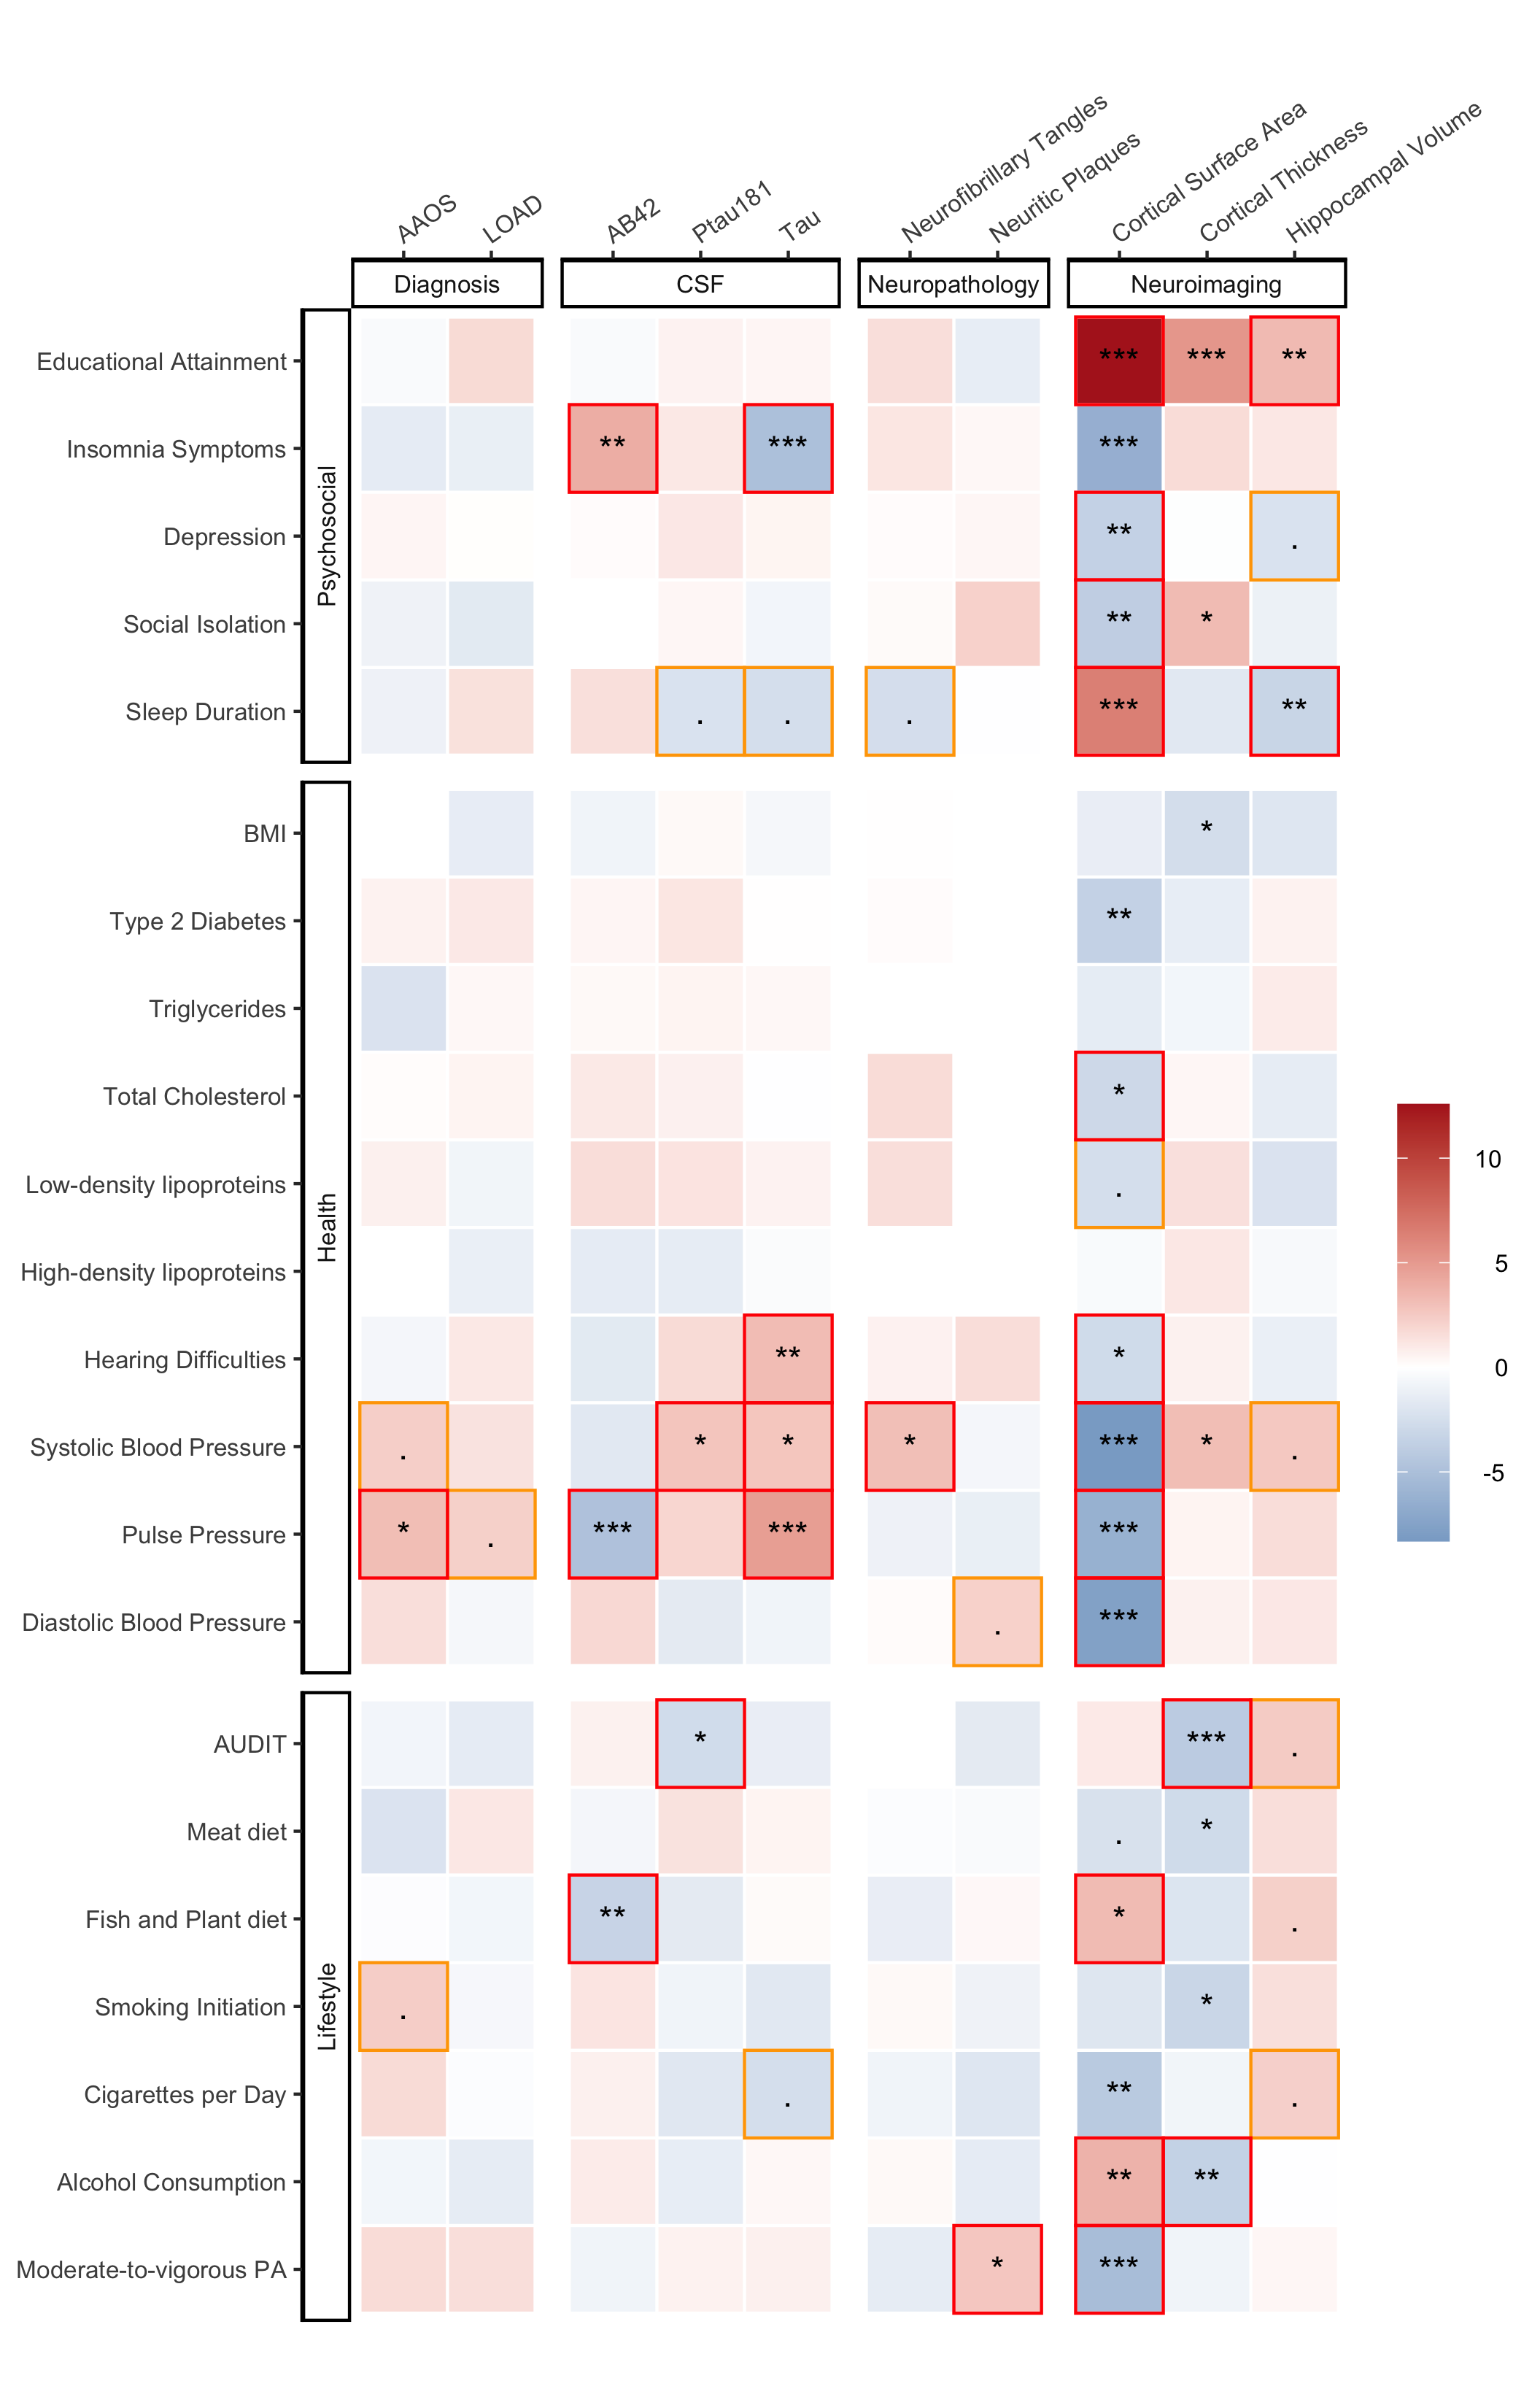 AAOS
LOAD
AB42
Ptau181
Tau
Neurofibrillary Tangles
Neuritic Plaques
Cortical Surface Area
Cortical Thickness
Hippocampal Volume
Diagnosis
CSF
Neuropathology
Neuroimaging
Psychosocial
Educational Attainment *** *** **
Insomnia Symptoms ** *** ***
Depression ** .
Social Isolation ** *
Sleep Duration . . . *** **
Health
BMI *
Type 2 Diabetes **
Triglycerides
Total Cholesterol *
Low-density lipoproteins .
High-density lipoproteins
Hearing Difficulties ** *
Systolic Blood Pressure . * * * *** * .
Pulse Pressure * . *** *** ***
Diastolic Blood Pressure . ***
Lifestyle
AUDIT * *** .
Meat diet . *
Fish and Plant diet ** * .
Smoking Initiation . *
Cigarettes per Day . ** .
Alcohol Consumption ** **
Moderate-to-vigorous PA * ***
10
5
0
-5